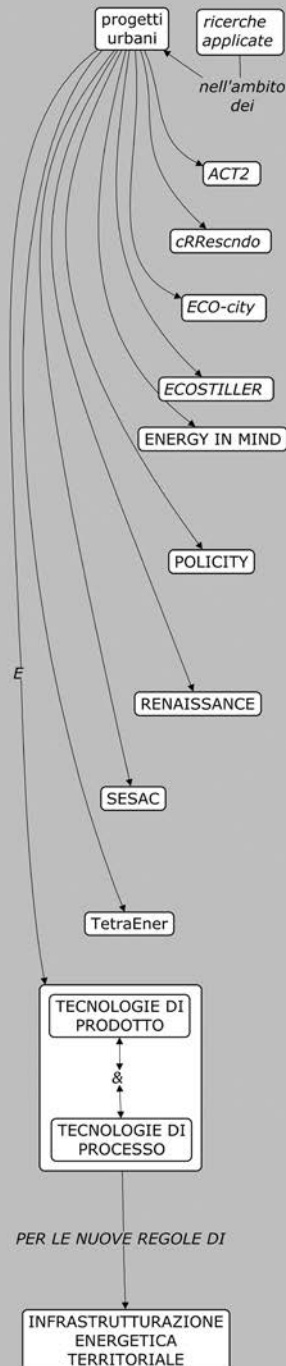 progetti
urbani
ricerche
applicate
nell'ambito
dei
ACT2
cRRescndo
ECO-city
ECOSTILLER
ENERGY IN MIND
POLICITY
E
RENAISSANCE
SESAC
TetraEner
TECNOLOGIE DI
PRODOTTO
&
TECNOLOGIE DI
PROCESSO
PER LE NUOVE REGOLE DI
INFRASTRUTTURAZIONE
ENERGETICA
TERRITORIALE